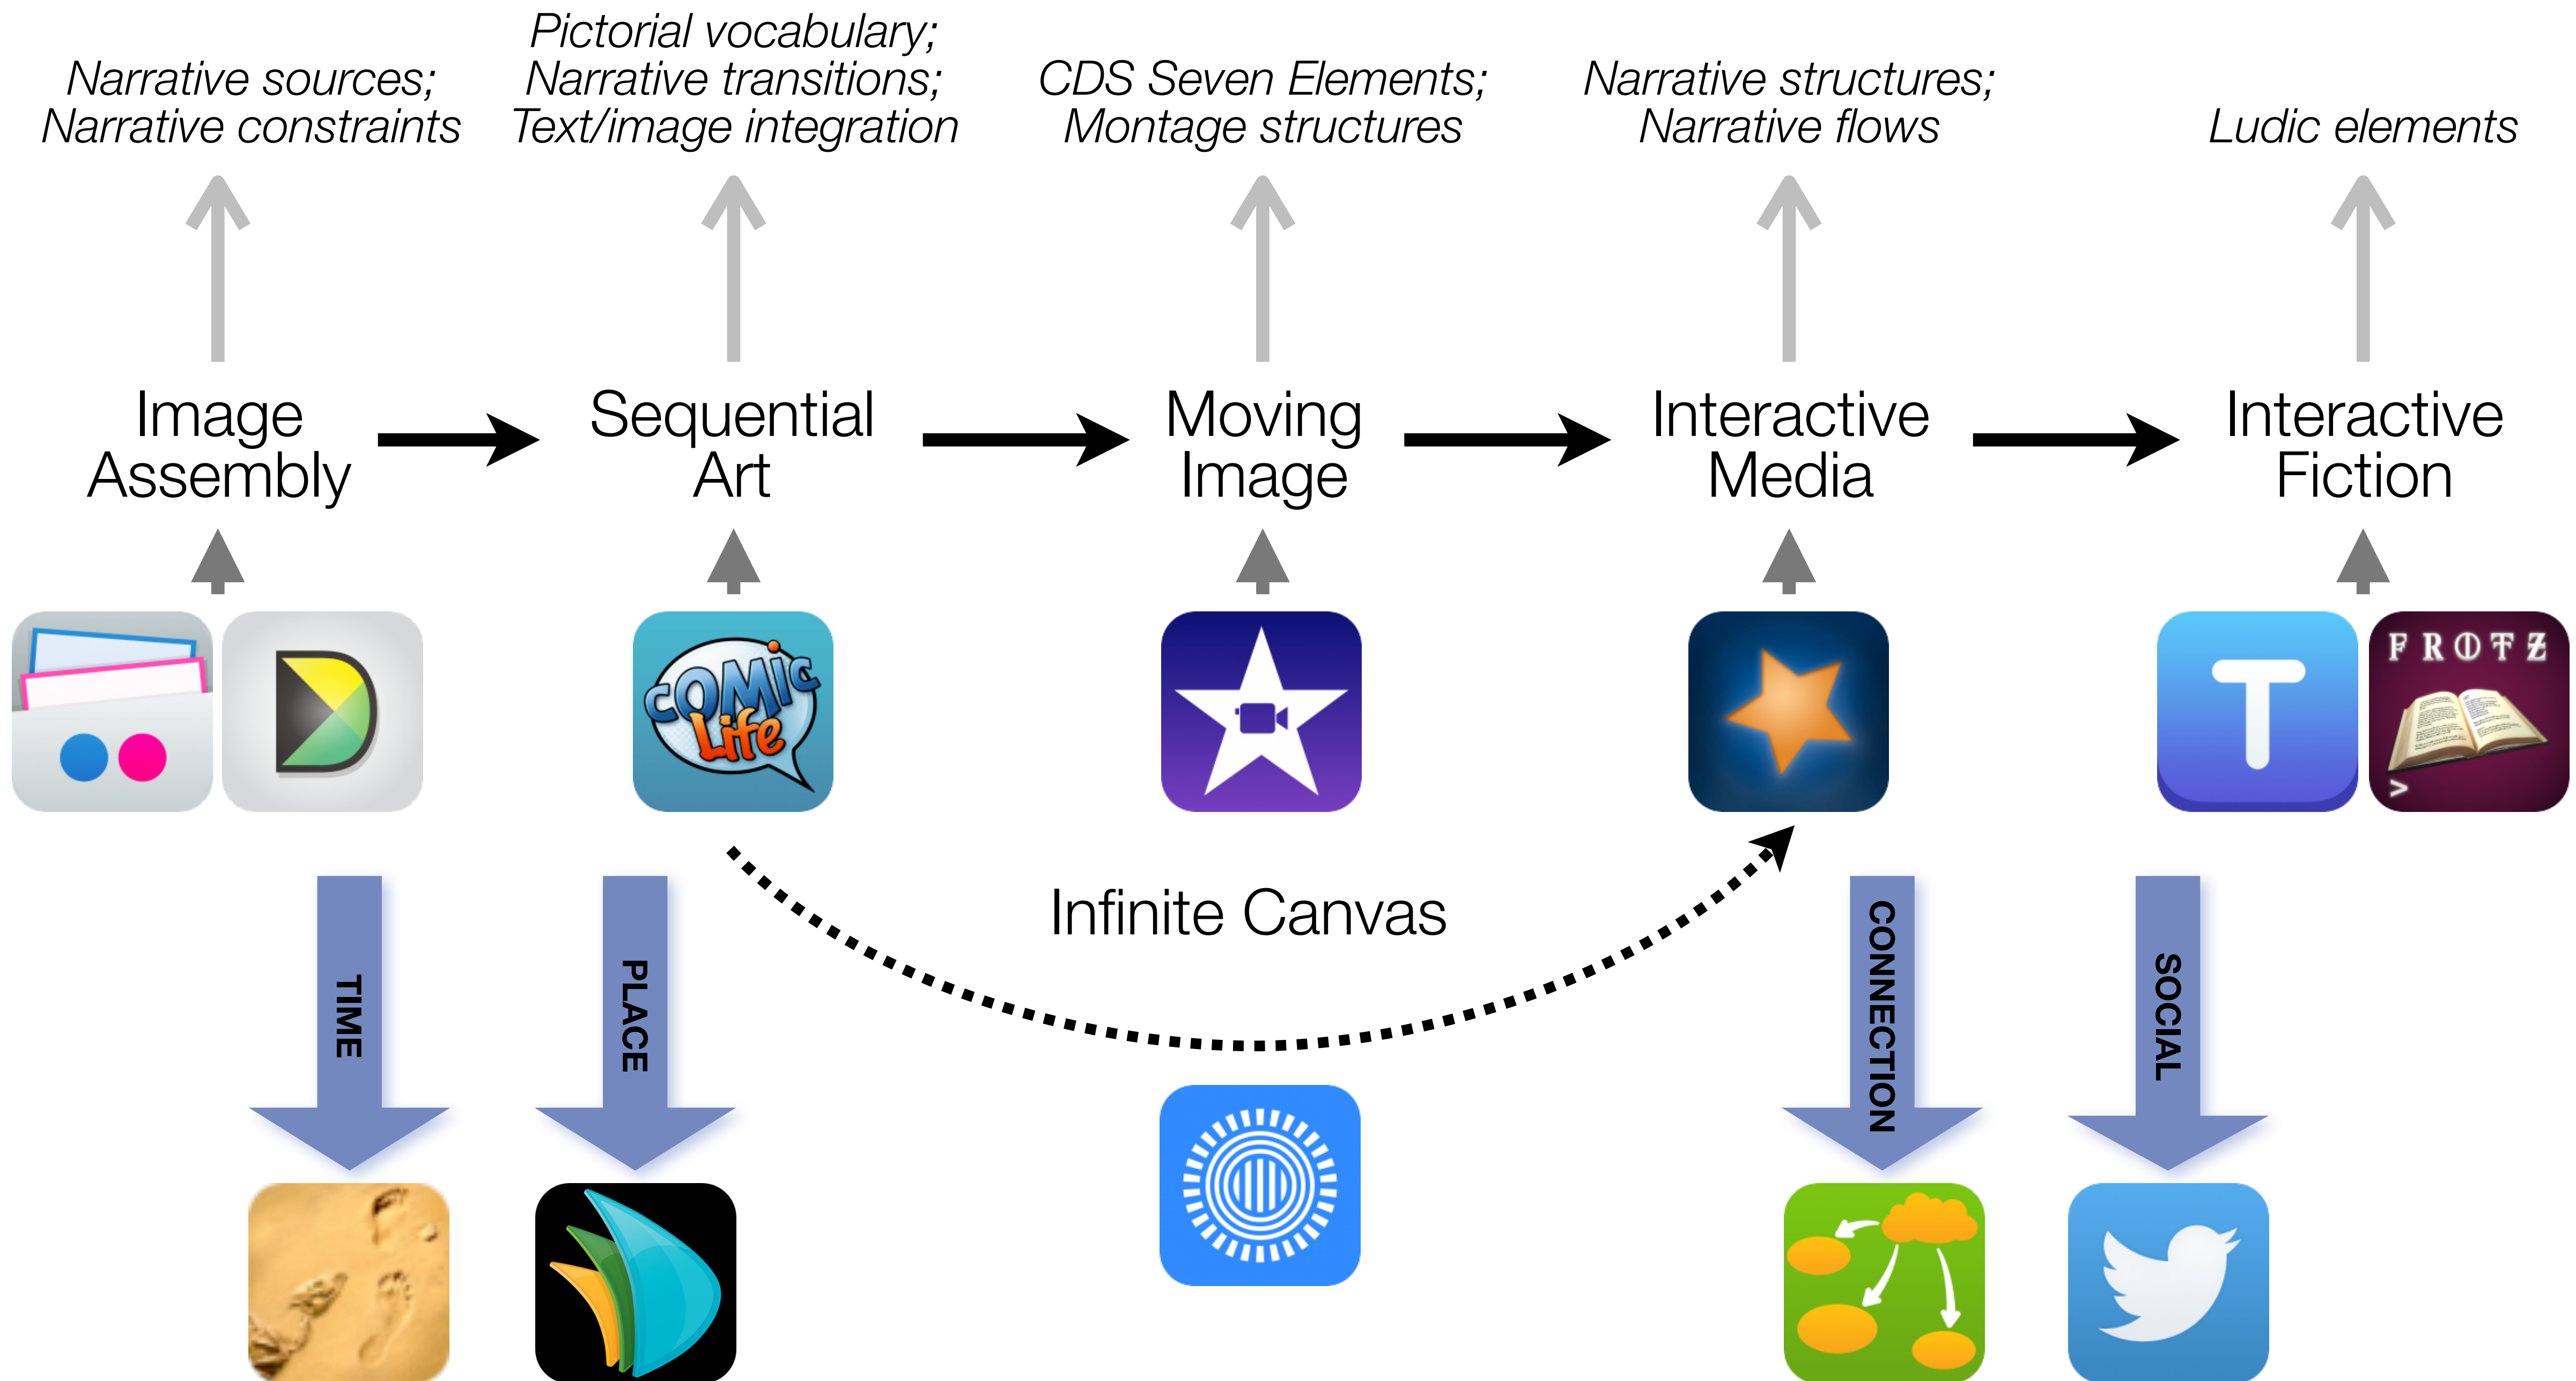 Narrative sources;
Narrative constraints
Pictorial vocabulary;
Narrative transitions;
Text/image integration
CDS Seven Elements;
Montage structures
Narrative structures;
Narrative flows
Ludic elements
Image
Assembly
Sequential
Art
Moving
Image
Interactive
Media
Interactive
Fiction
COMIC
Life
T
FROTZ
>
Infinite Canvas
TIME
PLACE
CONNECTION
SOCIAL